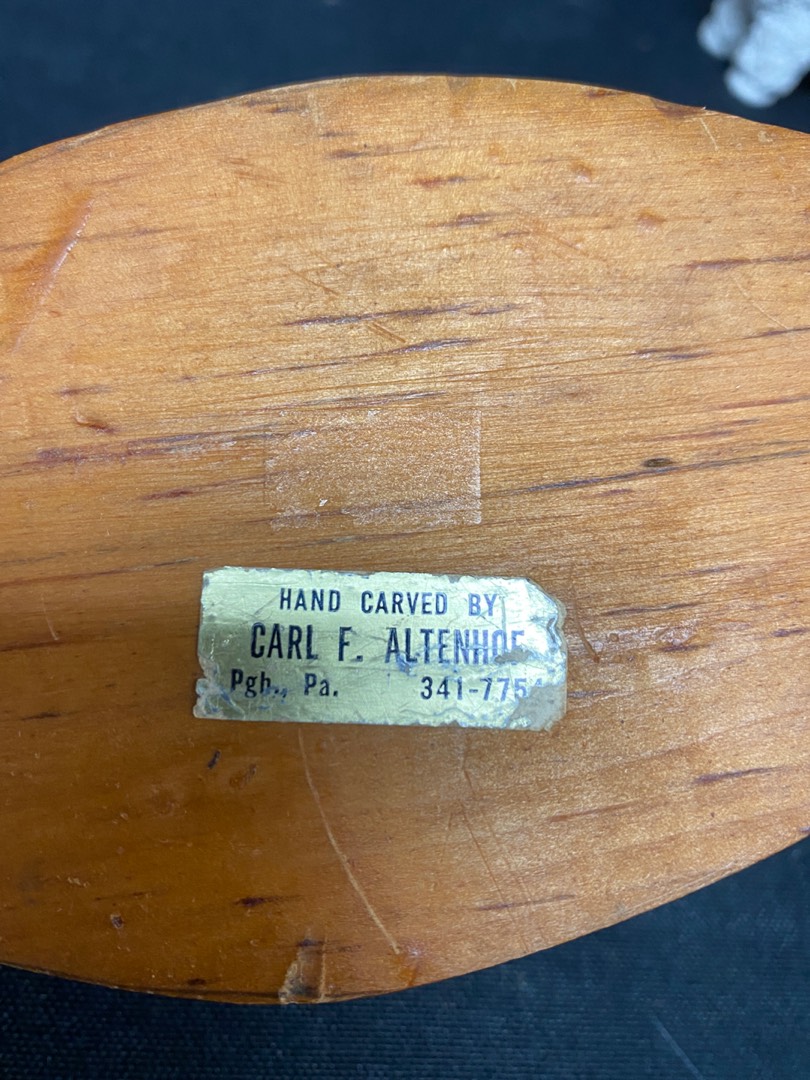 HAND CARVED BY
CARL F. ALTENHOF
Pgh., Pa. 341-775